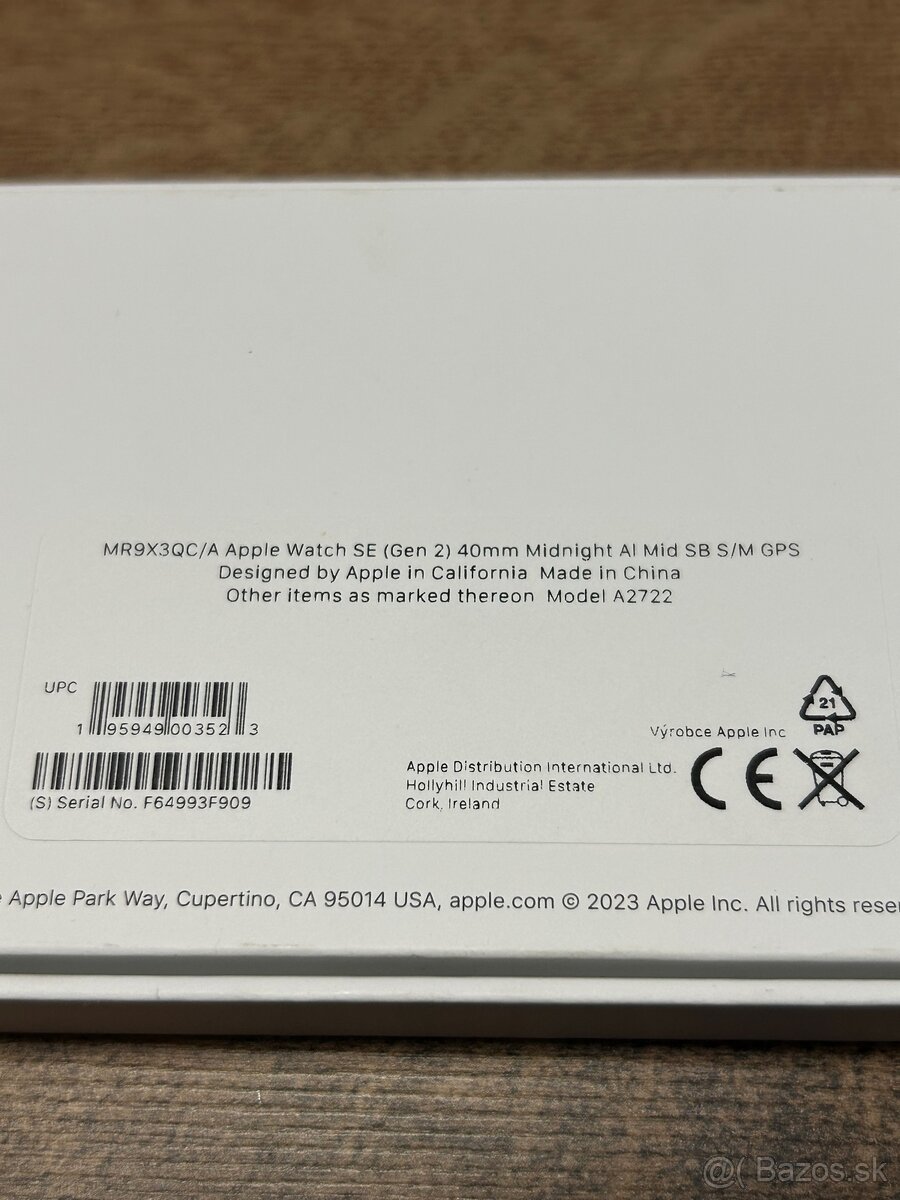 MR9X3QC/A Apple Watch SE (Gen 2) 40mm Midnight Al Mid SB S/M GPS
Designed by Apple in California Made in China
Other items as marked thereon Model A2722
UPC
1 95949 00352 3
(S) Serial No. F64993F909
Výrobce Apple Inc
Apple Distribution International Ltd.
Hollyhill Industrial Estate
Cork, Ireland
21
PAP
CE
Apple Park Way, Cupertino, CA 95014 USA, apple.com © 2023 Apple Inc. All rights
@( Bazos.sk